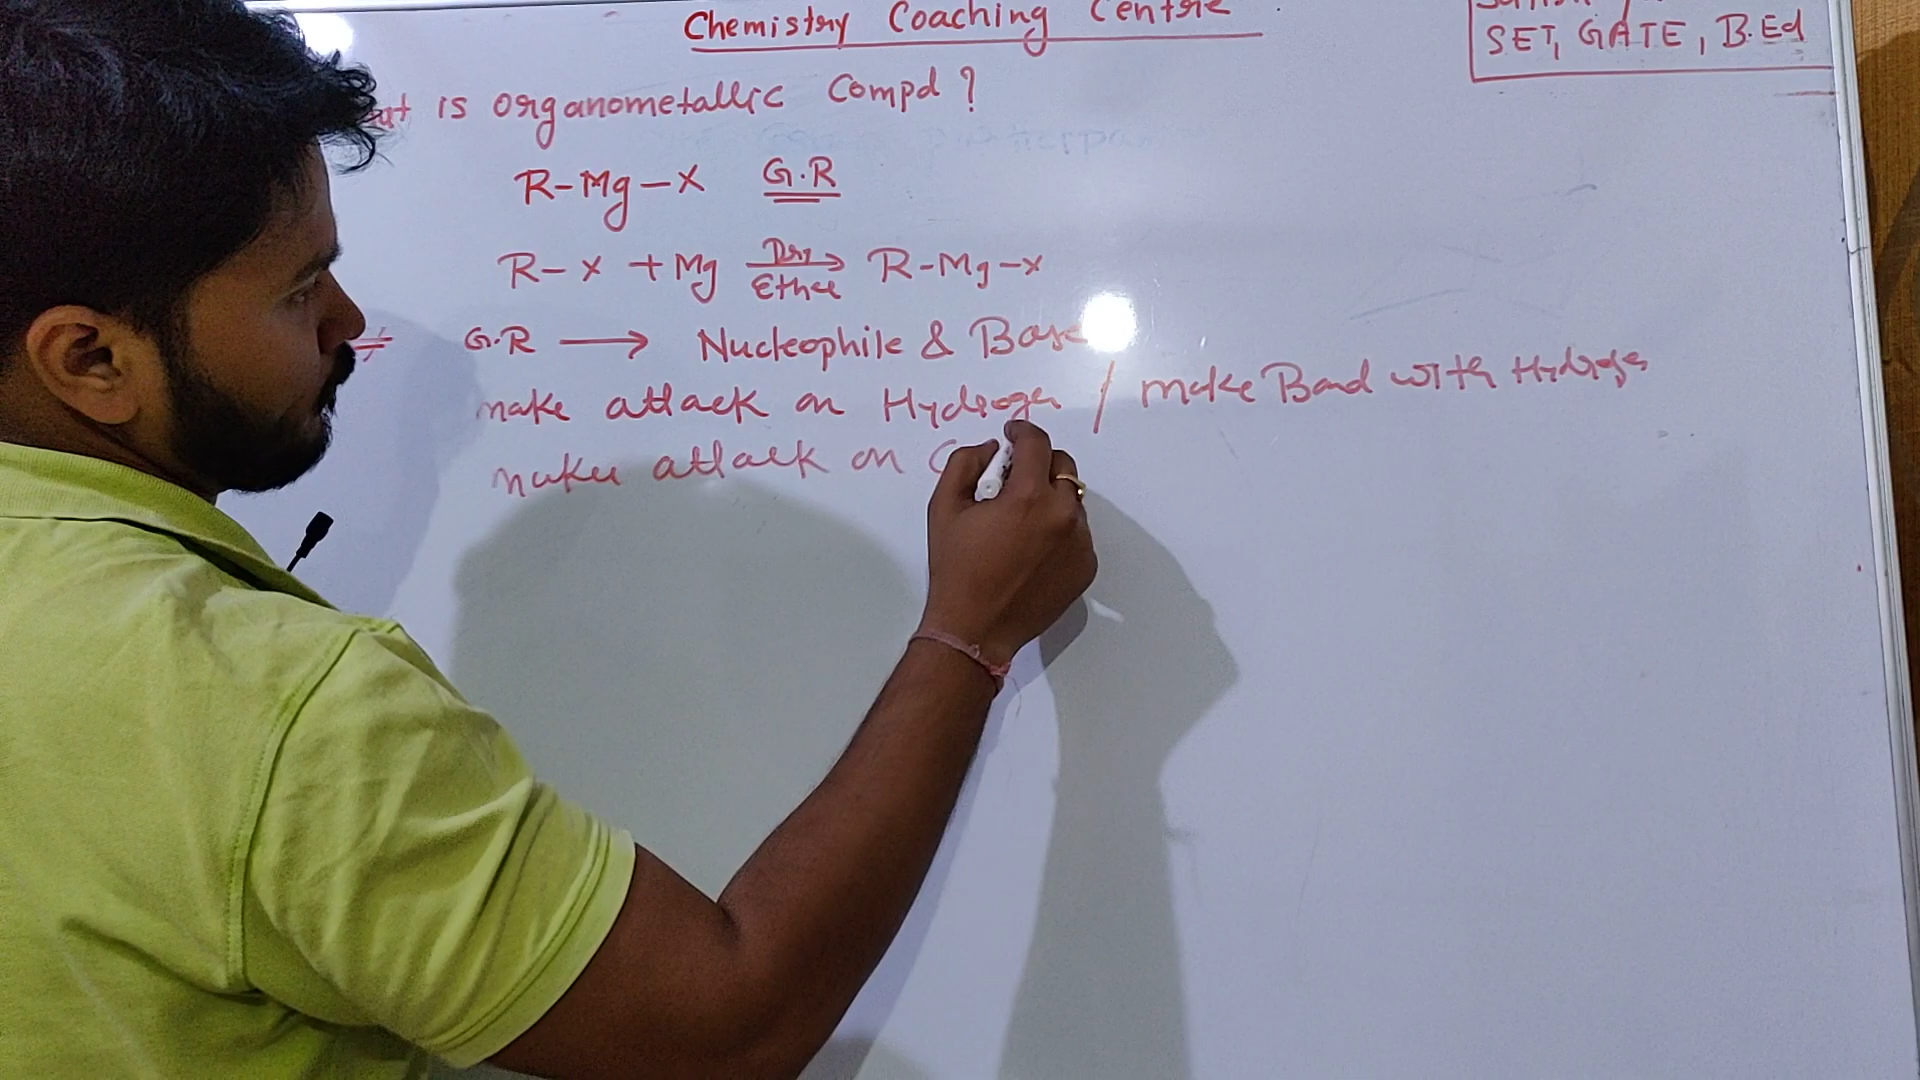 Chemistry Coaching Centre
SET, GATE, B.Ed
is organometallic Compd ?
R-Mg-X G.R
R-X + Mg Dry Ether R-Mg-X
G.R → Nucleophile & Base
make attack on Hydrogen / make Bond with Hydrogen
make attack on C